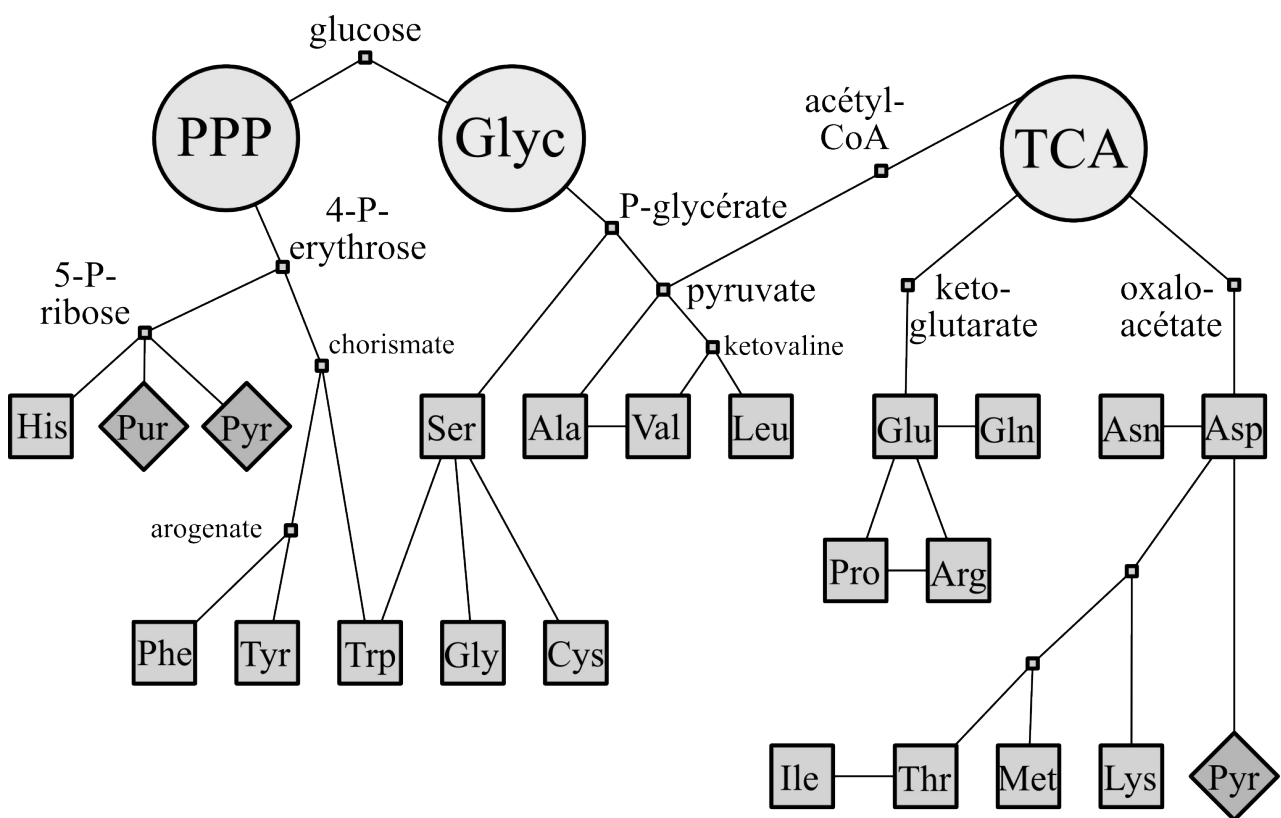 glucose
PPP
Glyc
acétyl-
CoA
TCA
4-P-
erythrose
P-glycérate
5-P-
ribose
pyruvate
keto-
glutarate
oxalo-
acétate
chorismate
ketovaline
His
Pur
Pyr
Ser
Ala
Val
Leu
Glu
Gln
Asn
Asp
arogenate
Pro
Arg
Phe
Tyr
Trp
Gly
Cys
Ile
Thr
Met
Lys
Pyr